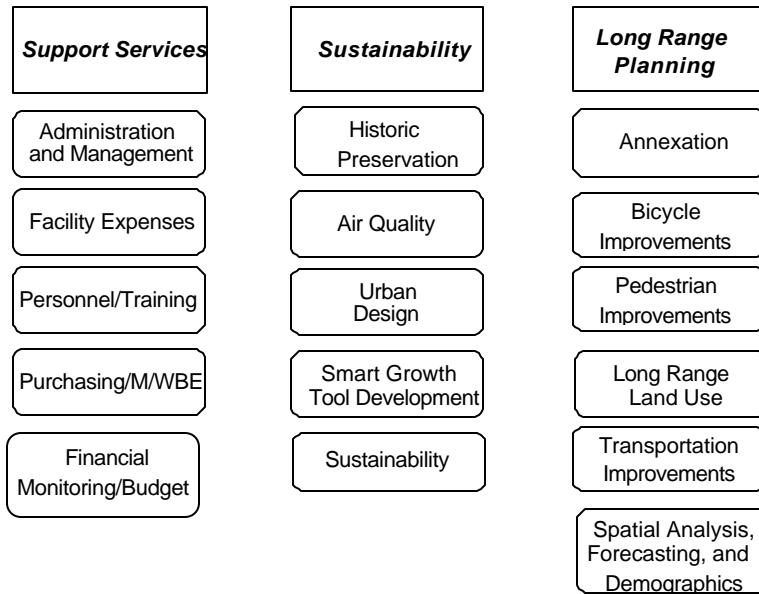 Support Services
Administration
and Management
Facility Expenses
Personnel/Training
Purchasing/M/WBE
Financial
Monitoring/Budget
Sustainability
Historic
Preservation
Air Quality
Urban
Design
Smart Growth
Tool Development
Sustainability
Long Range
Planning
Annexation
Bicycle
Improvements
Pedestrian
Improvements
Long Range
Land Use
Transportation
Improvements
Spatial Analysis,
Forecasting, and
Demographics